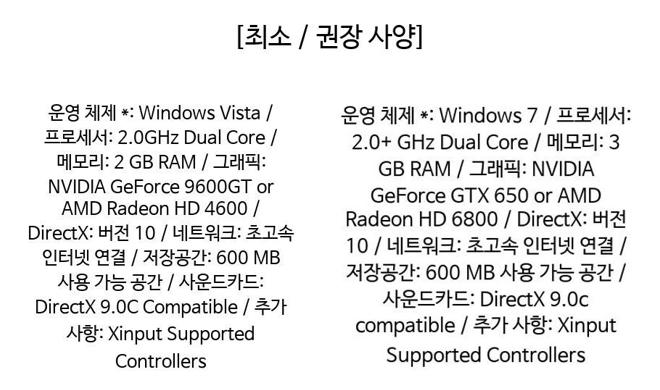 [최소 / 권장 사양]
운영 체제 *: Windows Vista /
프로세서: 2.0GHz Dual Core /
메모리: 2 GB RAM / 그래픽:
NVIDIA GeForce 9600GT or
AMD Radeon HD 4600 /
DirectX: 버전 10 / 네트워크: 초고속
인터넷 연결 / 저장공간: 600 MB
사용 가능 공간 / 사운드카드:
DirectX 9.0C Compatible / 추가
사항: Xinput Supported
Controllers
운영 체제 *: Windows 7 / 프로세서:
2.0+ GHz Dual Core / 메모리: 3
GB RAM / 그래픽: NVIDIA
GeForce GTX 650 or AMD
Radeon HD 6800 / DirectX: 버전
10 / 네트워크: 초고속 인터넷 연결 /
저장공간: 600 MB 사용 가능 공간 /
사운드카드: DirectX 9.0c
compatible / 추가 사항: Xinput
Supported Controllers